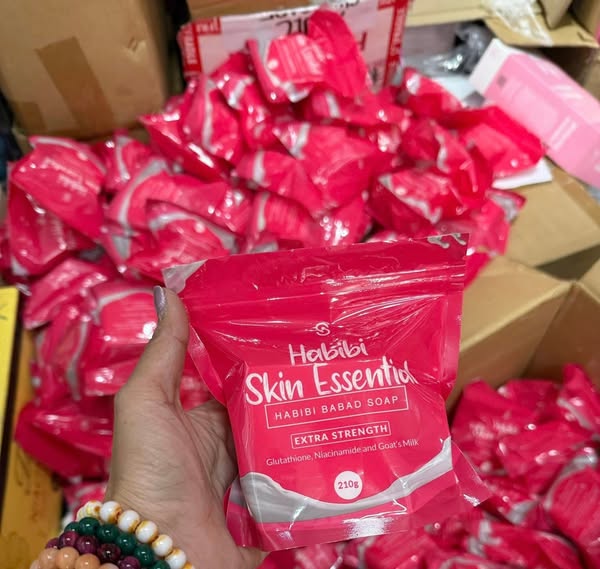 Habibi
Skin Essential
HABIBI BABAD SOAP
EXTRA STRENGTH
Glutathione, Niacinamide and Goat's Milk
210g